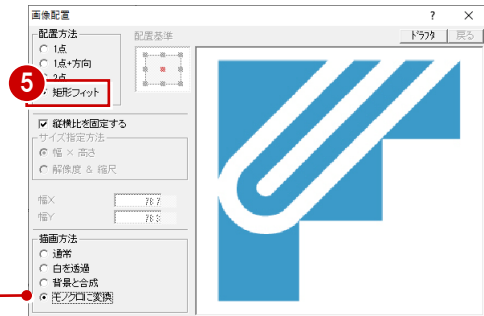 画像配置 ? ×
配置方法 配置基準 ドラフタ 戻る
1点
1点+方向
2点
5 矩形フィット
縦横比を固定する
サイズ指定方法
幅 × 高さ
解像度 & 縮尺
幅X
幅Y
描画方法
通常
白を透過
背景と合成
モノクロに変換